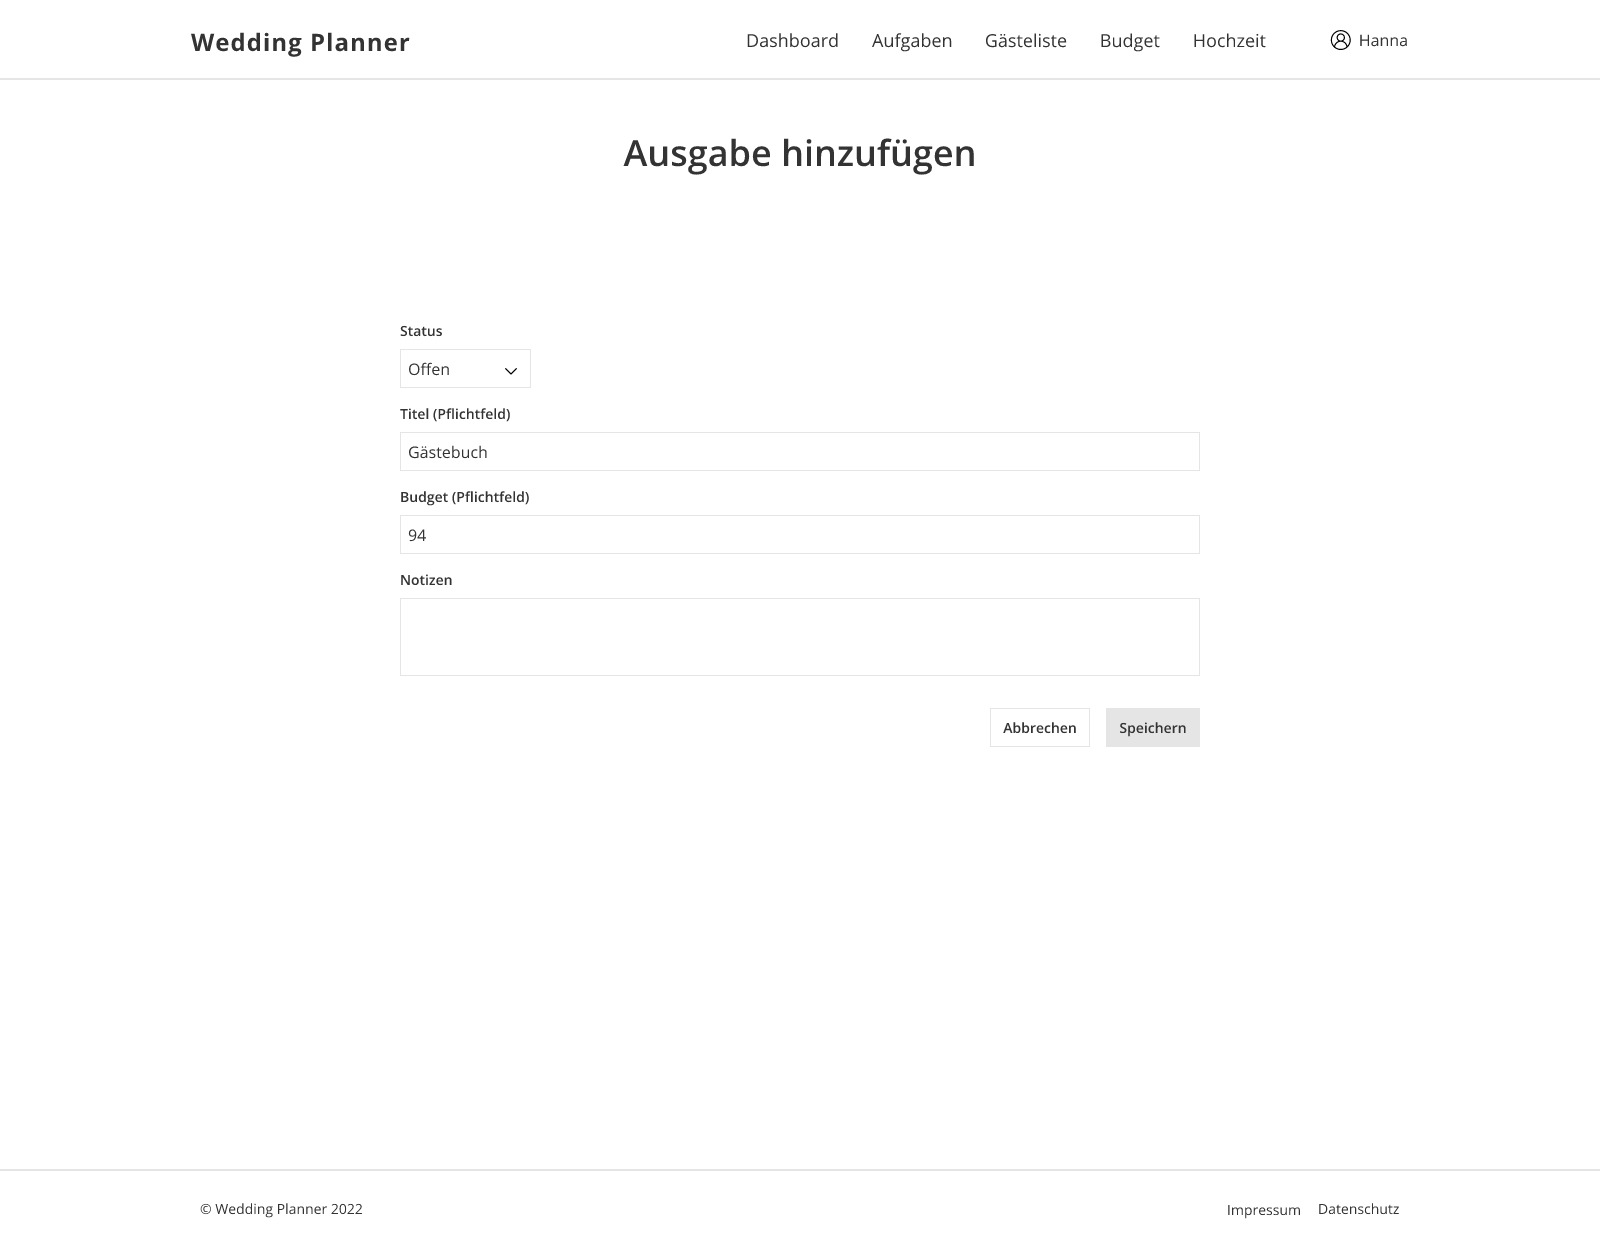 Wedding Planner
Dashboard Aufgaben Gästeliste Budget Hochzeit Hanna
Ausgabe hinzufügen
Status
Offen
Titel (Pflichtfeld)
Gästebuch
Budget (Pflichtfeld)
94
Notizen
Abbrechen Speichern
© Wedding Planner 2022
Impressum Datenschutz